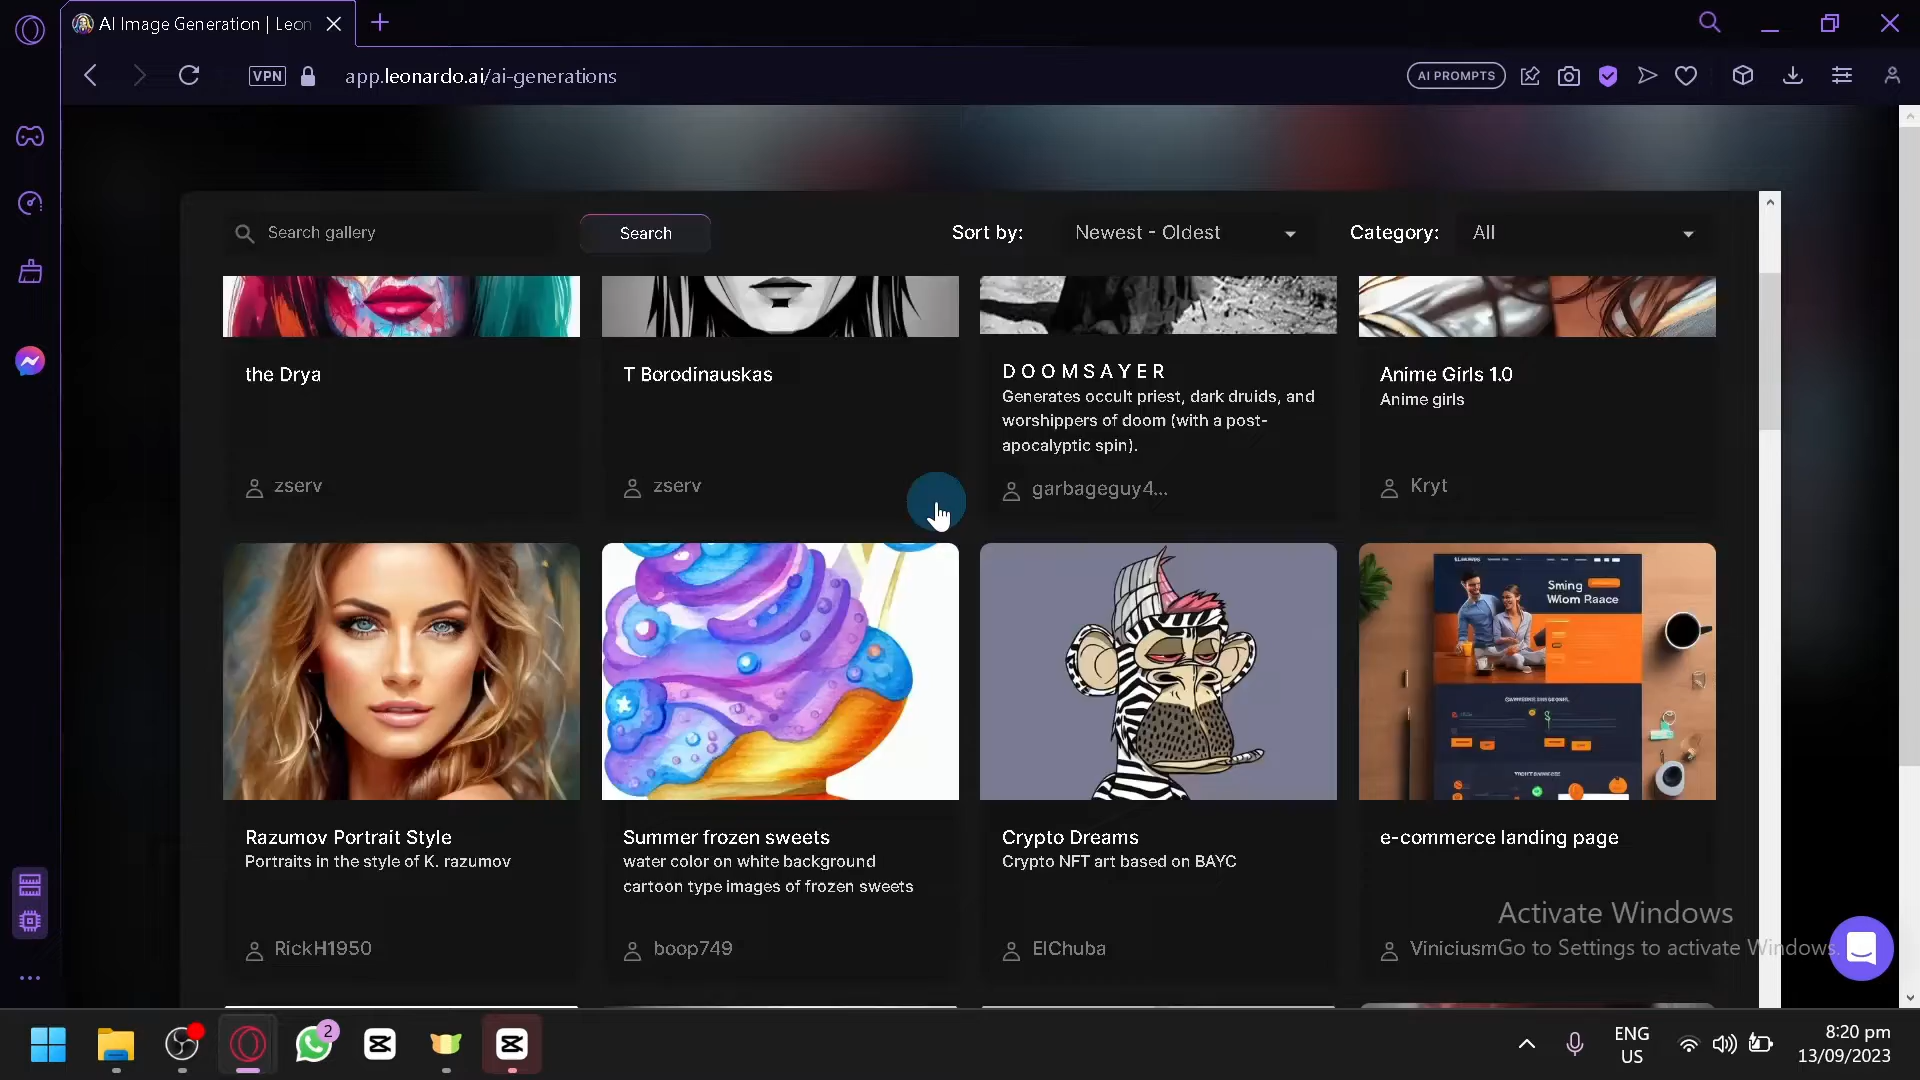 AI Image Generation | Leon
VPN
app.leonardo.ai/ai-generations
AI PROMPTS
Search gallery
Search
Sort by:
Newest - Oldest
Category:
All
the Drya
zserv
T Borodinauskas
zserv
D O O M S A Y E R
Generates occult priest, dark druids, and
worshippers of doom (with a post-
apocalyptic spin).
garbageguy4...
Anime Girls 1.0
Anime girls
Kryt
Sming
Wlom Raace
Razumov Portrait Style
Portraits in the style of K. razumov
RickH1950
Summer frozen sweets
water color on white background
cartoon type images of frozen sweets
boop749
Crypto Dreams
Crypto NFT art based on BAYC
ElChuba
e-commerce landing page
Viniciusm
Activate Windows
Go to Settings to activate Windows.
2
ENG
US
8:20 pm
13/09/2023